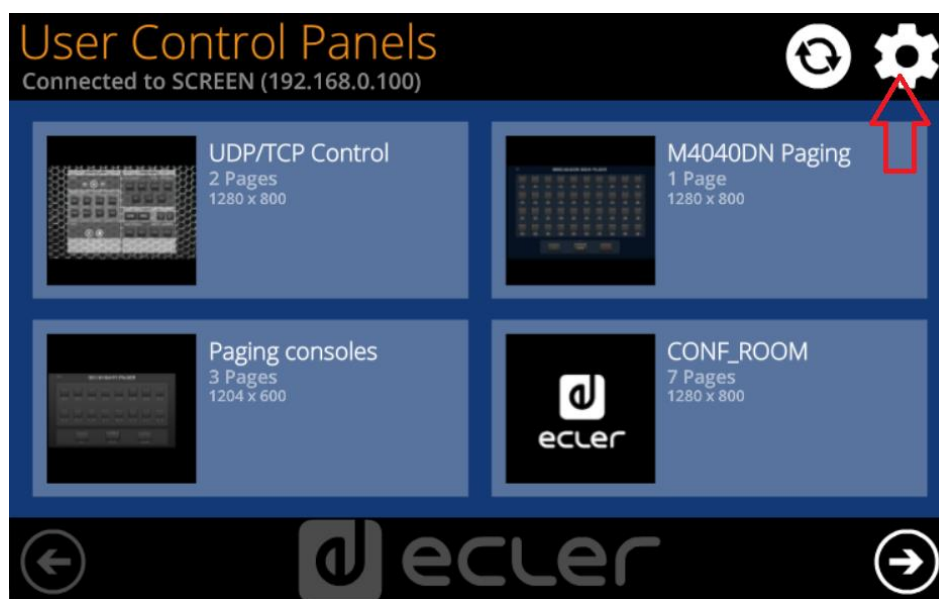 User Control Panels
Connected to SCREEN (192.168.0.100)
UDP/TCP Control
2 Pages
1280 x 800
M4040DN Paging
1 Page
1280 x 800
Paging consoles
3 Pages
1204 x 600
ecler
CONF_ROOM
7 Pages
1280 x 800
ecler